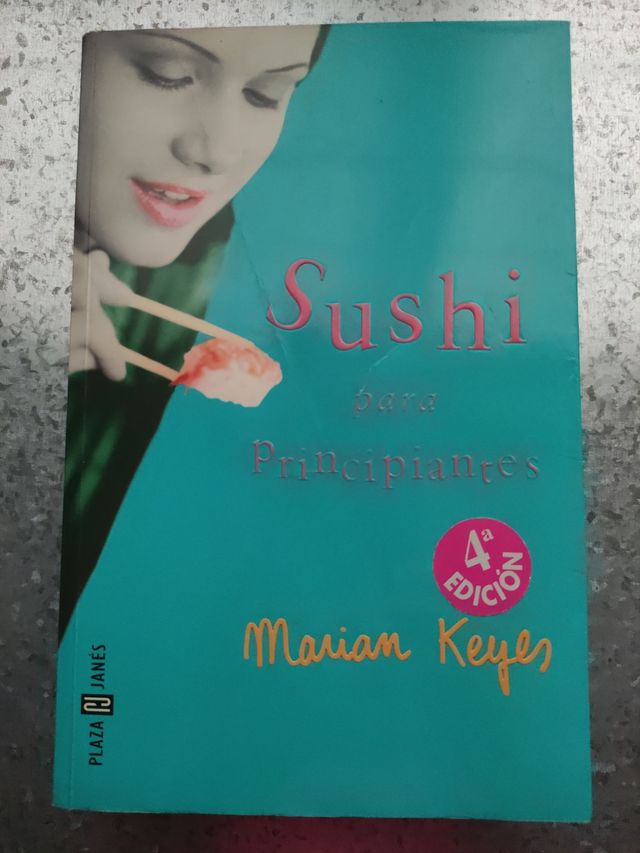 Sushi
para
principiantes
4ª
EDICIÓN
Marian Keyes
PLAZA JANÉS